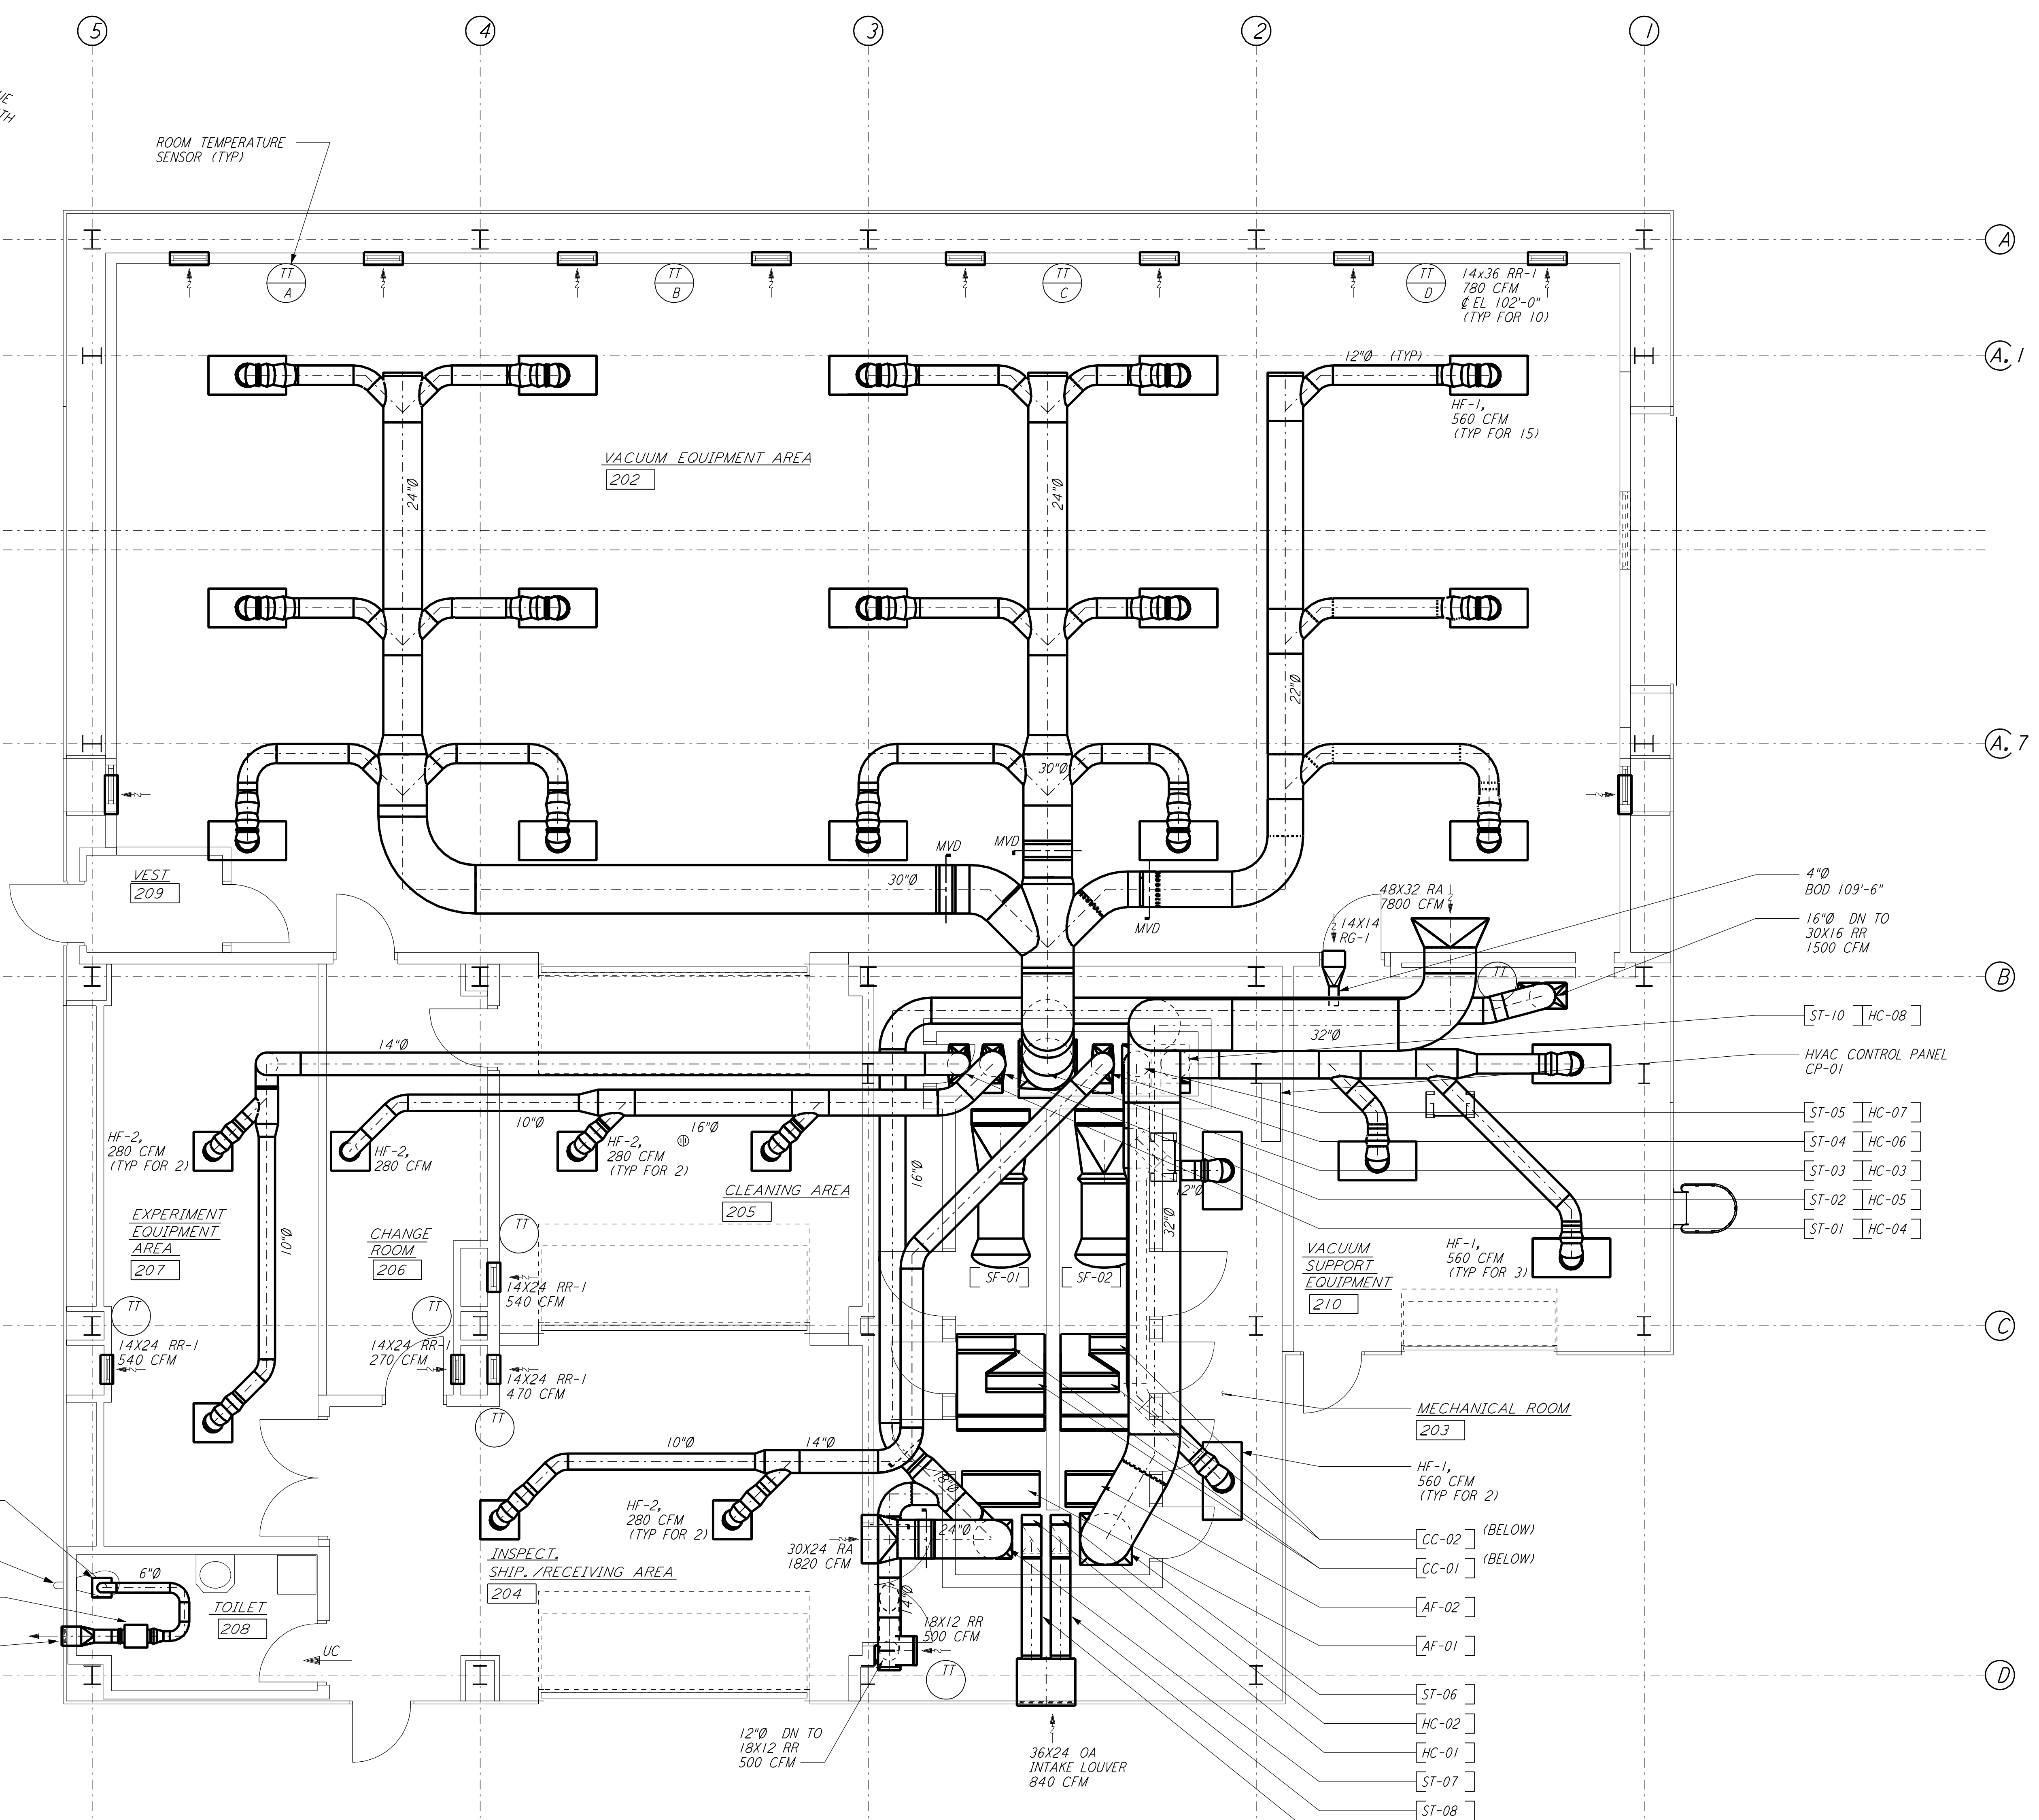 5
4
3
2
1
UE
TH
ROOM TEMPERATURE
SENSOR (TYP)
A
TT
A
TT
B
TT
C
TT
D
14x36 RR-1
780 CFM
℄ EL 102'-0"
(TYP FOR 10)
12"Ø (TYP)
A.1
HF-1,
560 CFM
(TYP FOR 15)
VACUUM EQUIPMENT AREA
202
24"Ø
24"Ø
22"Ø
A.7
30"Ø
MVD
MVD
MVD
30"Ø
VEST
209
48X32 RA
7800 CFM
14X14
RG-1
4"Ø
BOD 109'-6"
16"Ø DN TO
30X16 RR
1500 CFM
TT
B
ST-10
HC-08
32"Ø
HVAC CONTROL PANEL
CP-01
14"Ø
10"Ø
16"Ø
ST-05
HC-07
ST-04
HC-06
ST-03
HC-03
ST-02
HC-05
ST-01
HC-04
HF-2,
280 CFM
(TYP FOR 2)
HF-2,
280 CFM
HF-2,
280 CFM
(TYP FOR 2)
16"Ø
12"Ø
32"Ø
CLEANING AREA
205
EXPERIMENT
EQUIPMENT
AREA
207
10"Ø
CHANGE
ROOM
206
TT
14X24 RR-1
540 CFM
SF-01
SF-02
VACUUM
SUPPORT
EQUIPMENT
210
HF-1,
560 CFM
(TYP FOR 3)
TT
TT
C
14X24 RR-1
540 CFM
14X24 RR-1
270 CFM
14X24 RR-1
470 CFM
TT
MECHANICAL ROOM
203
10"Ø
14"Ø
18"Ø
HF-1,
560 CFM
(TYP FOR 2)
HF-2,
280 CFM
(TYP FOR 2)
24"Ø
30X24 RA
1820 CFM
CC-02
(BELOW)
CC-01
(BELOW)
INSPECT.
SHIP./RECEIVING AREA
204
6"Ø
TOILET
208
14"Ø
AF-02
AF-01
UC
18X12 RR
500 CFM
TT
D
ST-06
HC-02
HC-01
ST-07
ST-08
12"Ø DN TO
18X12 RR
500 CFM
36X24 OA
INTAKE LOUVER
840 CFM